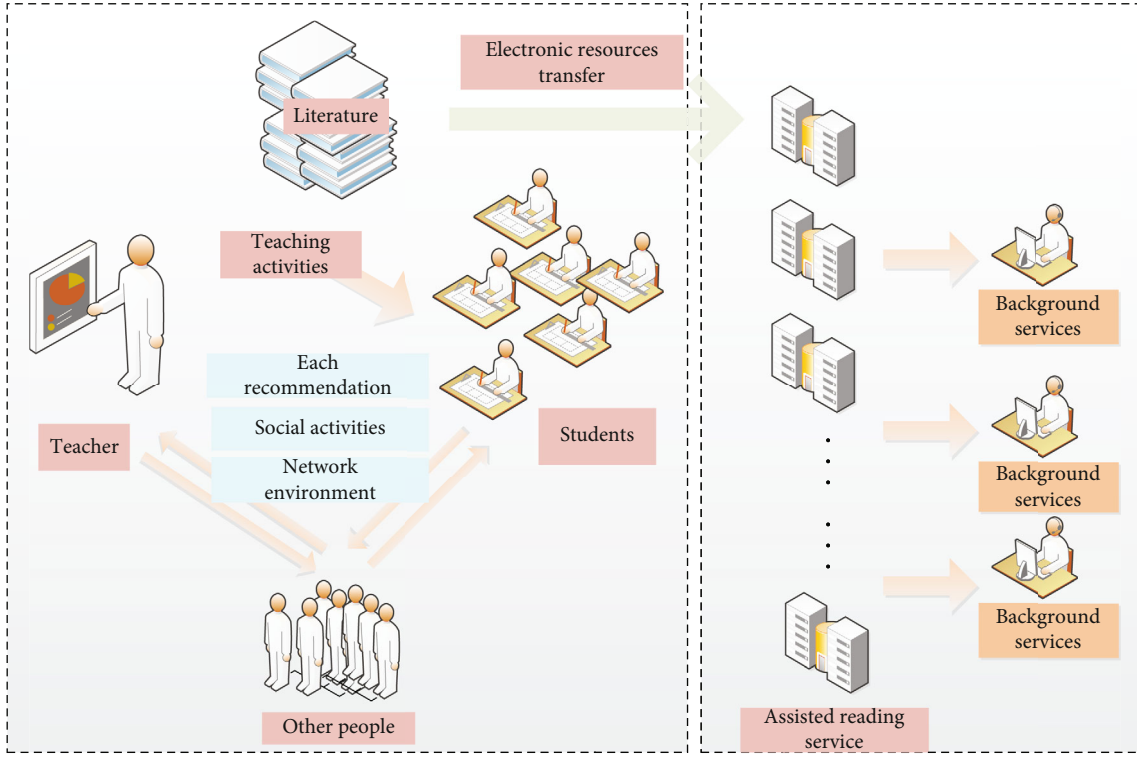 Electronic resources
transfer
Literature
Teaching
activities
Each
recommendation
Social activities
Network
environment
Teacher
Students
Other people
Background
services
Background
services
Background
services
Assisted reading
service